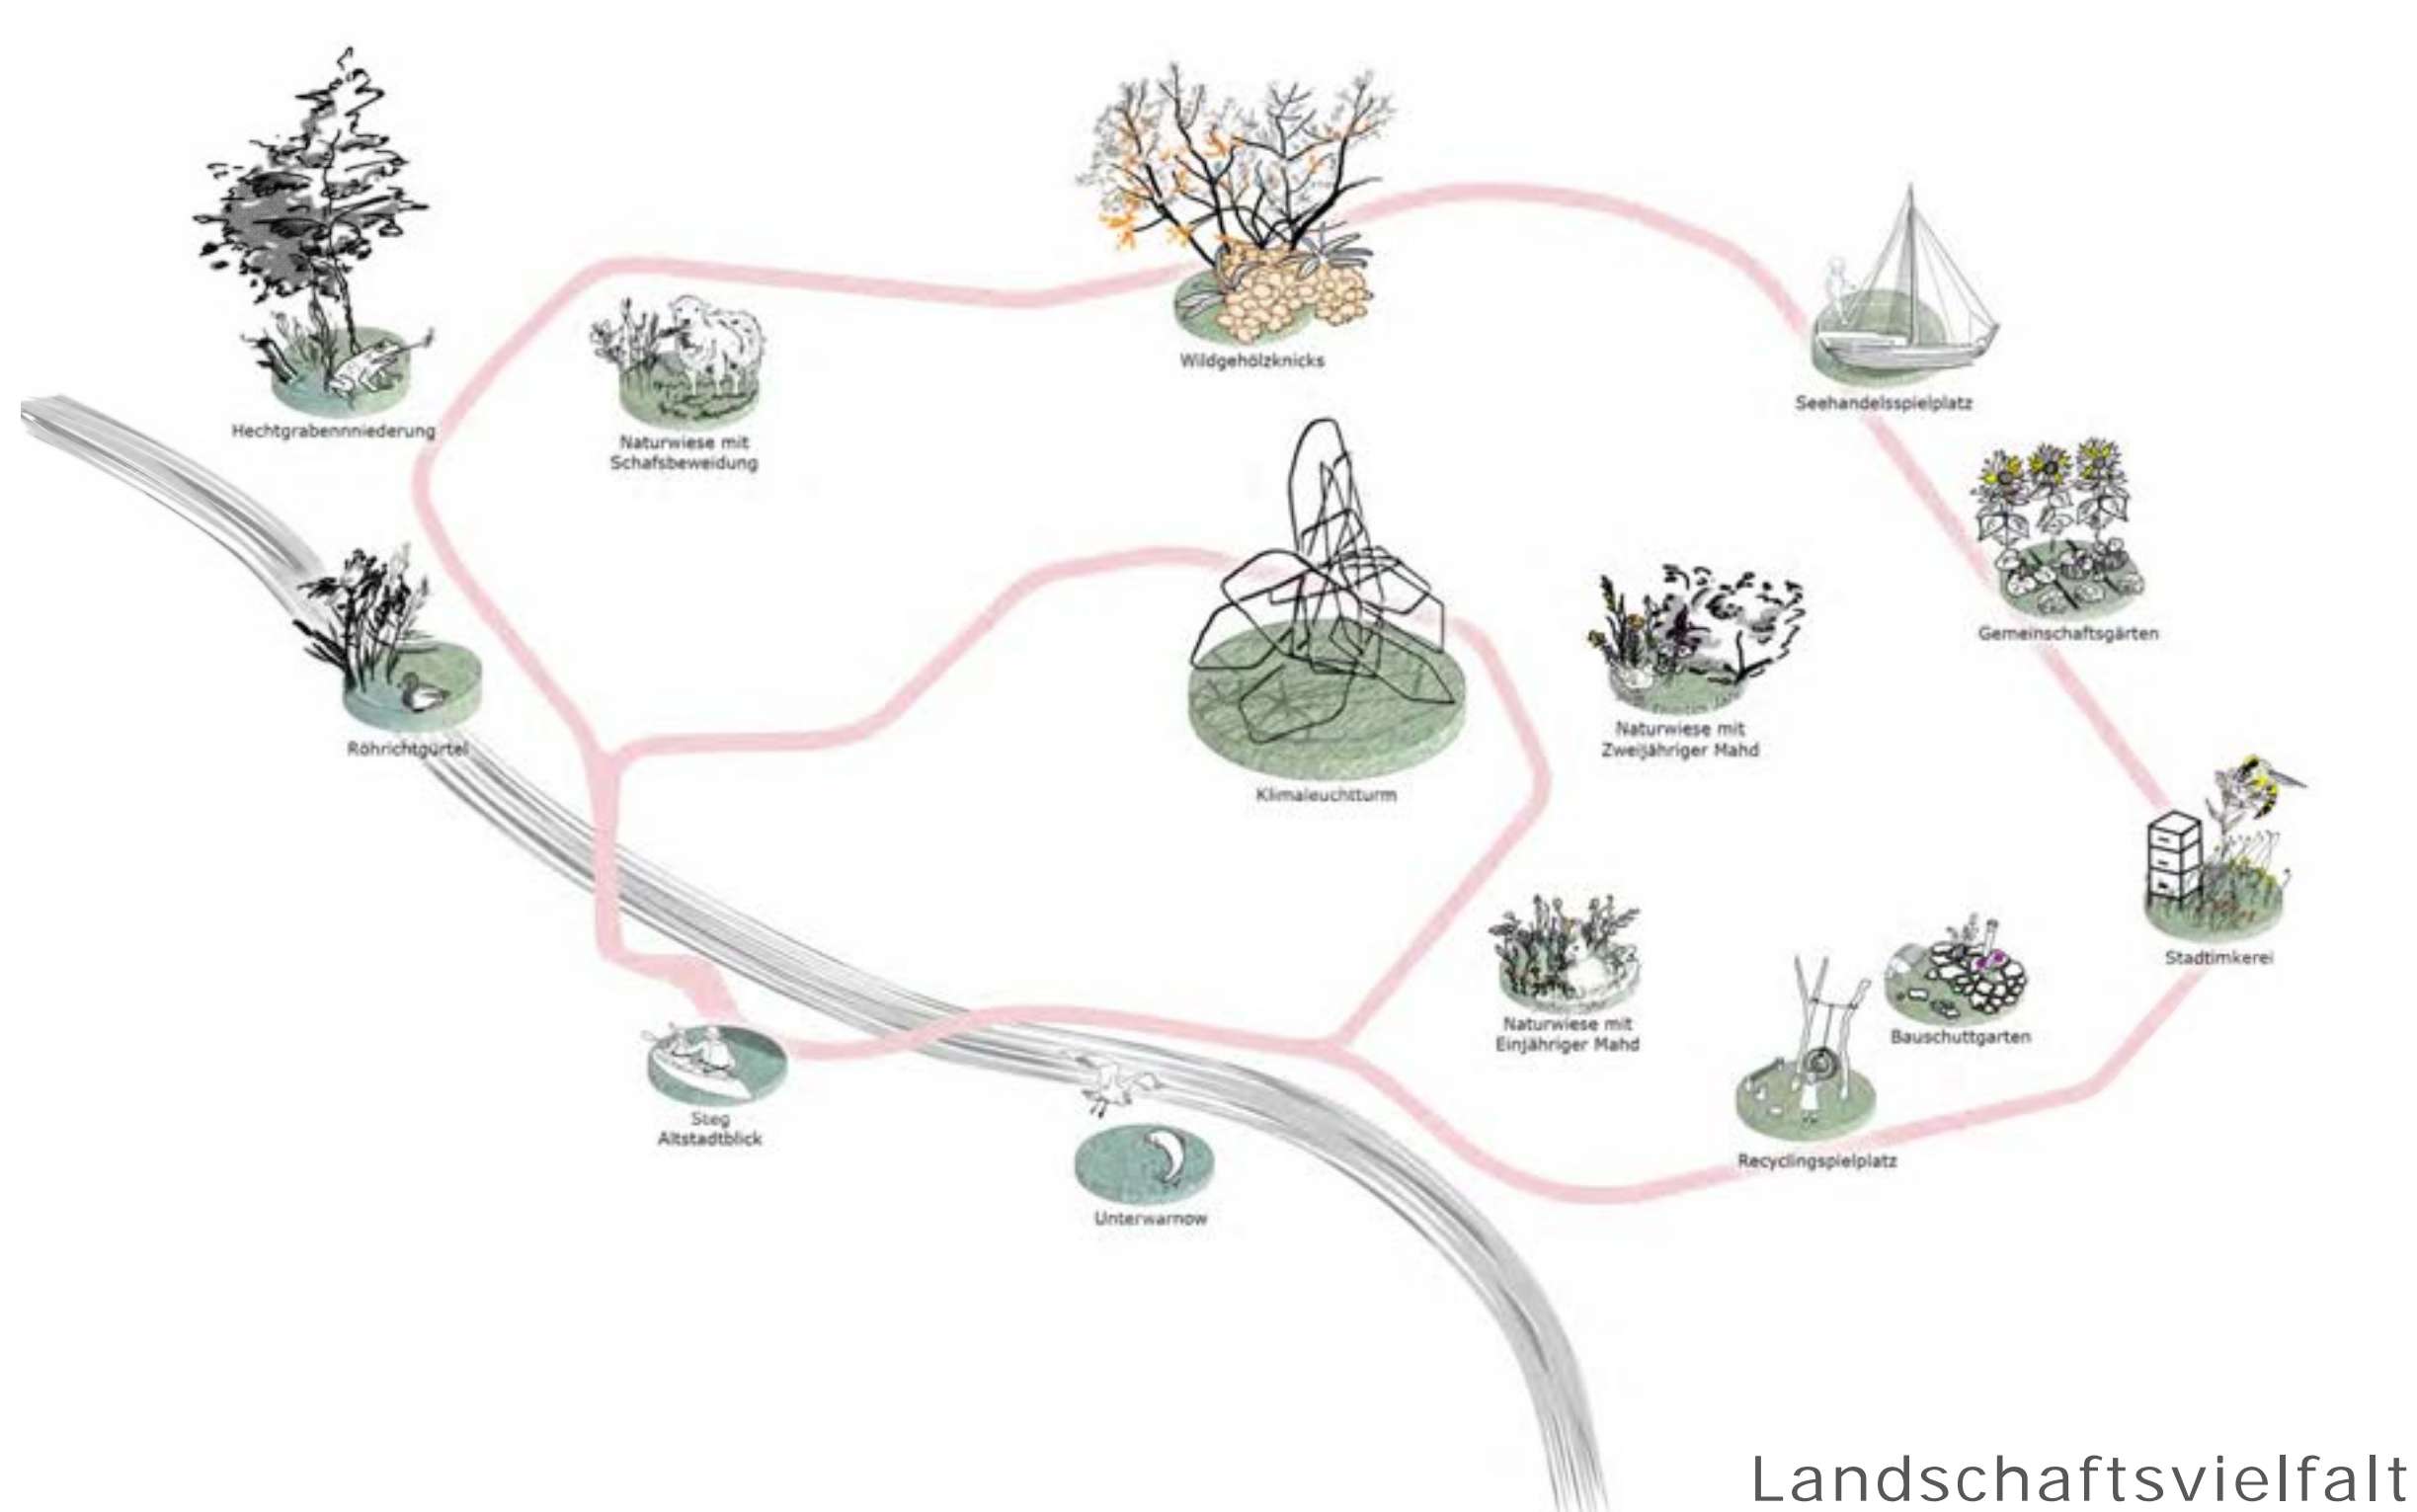 Wildgehölzknicks
Seehandelsspielplatz
Hechtgrabennniederung
Naturwiese mit
Schafsbeweidung
Gemeinschaftsgärten
Röhrichtgürtel
Naturwiese mit
Zweijähriger Mahd
Klimaleuchtturm
Stadtimkerei
Naturwiese mit
Einjähriger Mahd
Bauschuttgarten
Steg
Altstadtblick
Recyclingspielplatz
Unterwarnow
Landschaftsvielfalt